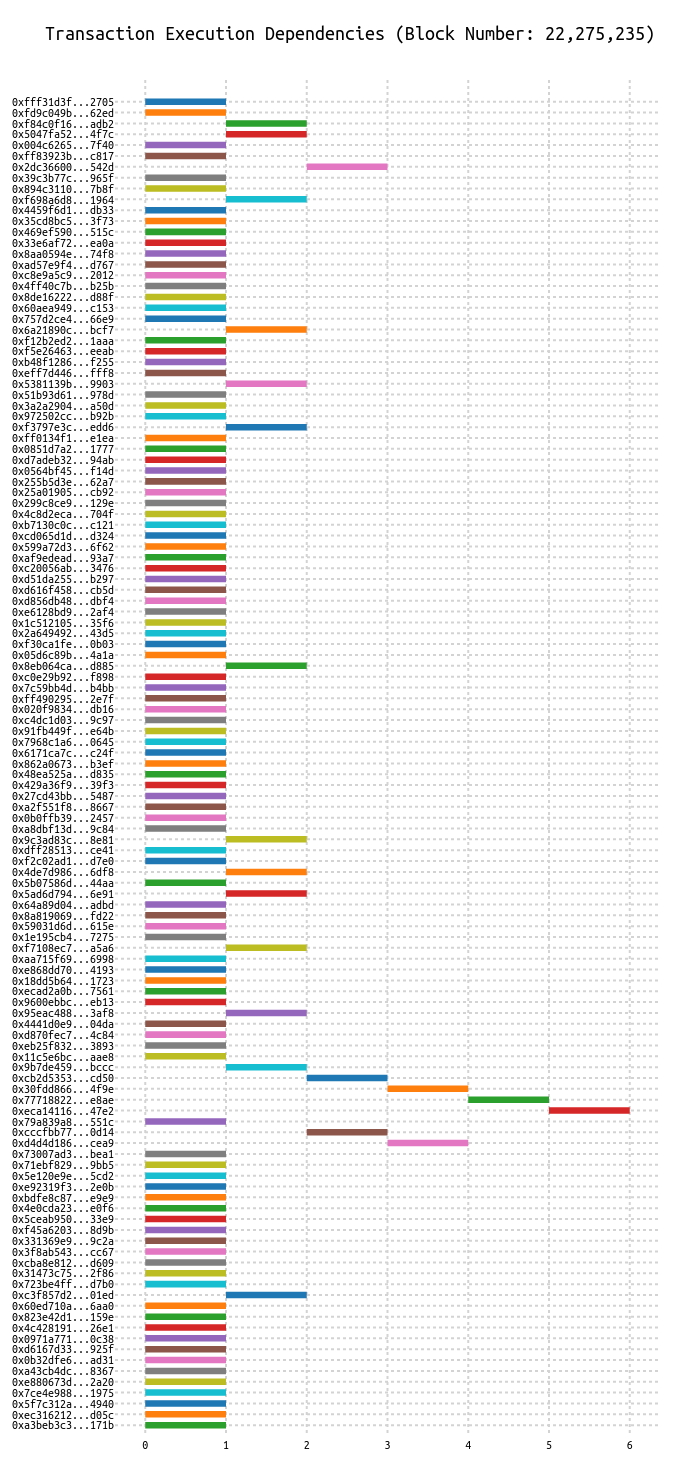 Transaction Execution Dependencies (Block Number: 22,275,235)
0xfff31d3f...2705
0xfd9c049b...62ed
0xf84c0f16...adb2
0x5047fa52...4f7c
0x004c6265...7f40
0xff83923b...c817
0x2dc36600...542d
0x39c3b77c...965f
0x894c3110...7b8f
0xf698a6d8...1964
0x4459f6d1...db33
0x35cd8bc5...3f73
0x469ef590...515c
0x33e6af72...ea0a
0x8aa0594e...74f8
0xad57e9f4...d767
0xc8e9a5c9...2012
0x4ff40c7b...b25b
0x8de16222...d88f
0x60aea949...c153
0x757d2ce4...66e9
0x6a21890c...bcf7
0xf12b2ed2...1aaa
0xf5e26463...eeab
0xb48f1286...f255
0xeff7d446...fff8
0x5381139b...9903
0x51b93d61...978d
0x3a2a2904...a50d
0x972502cc...b92b
0xf3797e3c...edd6
0xff0134f1...e1ea
0x0851d7a2...1777
0xd7adeb32...94ab
0x0564bf45...f14d
0x255b5d3e...62a7
0x25a01905...cb92
0x299c8ce9...129e
0x4c8d2eca...704f
0xb7130c0c...c121
0xcd065d1d...d324
0x599a72d3...6f62
0xaf9edead...93a7
0xc20056ab...3476
0xd51da255...b297
0xd616f458...cb5d
0xd856db48...dbf4
0xe6128bd9...2af4
0x1c512105...35f6
0x2a649492...43d5
0xf30ca1fe...0b03
0x05d6c89b...4a1a
0x8eb064ca...d885
0xc0e29b92...f898
0x7c59bb4d...b4bb
0xff490295...2e7f
0x020f9834...db16
0xc4dc1d03...9c97
0x91fb449f...e64b
0x7968c1a6...0645
0x6171ca7c...c24f
0x862a0673...b3ef
0x48ea525a...d835
0x429a36f9...39f3
0x27cd43bb...5487
0xa2f551f8...8667
0x0b0ffb39...2457
0xa8dbf13d...9c84
0x9c3ad83c...8e81
0xdff28513...ce41
0xf2c02ad1...d7e0
0x4de7d986...6df8
0x5b07586d...44aa
0x5ad6d794...6e91
0x64a89d04...adbd
0x8a819069...fd22
0x59031d6d...615e
0x1e195cb4...7275
0xf7108ec7...a5a6
0xaa715f69...6998
0xe868dd70...4193
0x18dd5b64...1723
0xecad2a0b...7561
0x9600ebbc...eb13
0x95eac488...3af8
0x4441d0e9...04da
0xd870fec7...4c84
0xeb25f832...3893
0x11c5e6bc...aae8
0x9b7de459...bccc
0xcb2d5353...cd50
0x30fdd866...4f9e
0x77718822...e8ae
0xeca14116...47e2
0x79a839a8...551c
0xcccfbb77...0d14
0xd4d4d186...cea9
0x73007ad3...bea1
0x71ebf829...9bb5
0x5e120e9e...5cd2
0xe92319f3...2e0b
0xbdfe8c87...e9e9
0x4e0cda23...e0f6
0x5ceab950...33e9
0xf45a6203...8d9b
0x331369e9...9c2a
0x3f8ab543...cc67
0xcba8e812...d609
0x31473c75...2f86
0x723be4ff...d7b0
0xc3f857d2...01ed
0x60ed710a...6aa0
0x823e42d1...159e
0x4c428191...26e1
0x0971a771...0c38
0xd6167d33...925f
0x0b32dfe6...ad31
0xa43cb4dc...8367
0xe880673d...2a20
0x7ce4e988...1975
0x5f7c312a...4940
0xec316212...d05c
0xa3beb3c3...171b
0 1 2 3 4 5 6